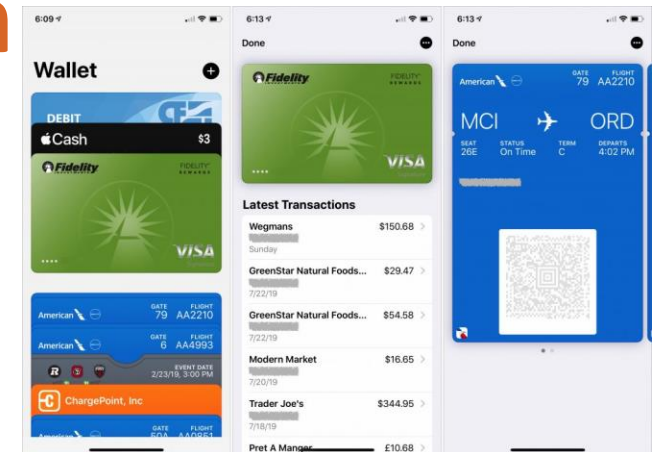 6:09
Wallet
DEBIT
Cash $3
Fidelity FIDELITY
REWARDS
VISA
GATE FLIGHT
American 79 AA2210
GATE FLIGHT
American 6 AA4993
EVENT DATE
2/23/19, 3:00 PM
ChargePoint, Inc
GATE FLIGHT
American 50A AA0851
6:13
Done
Fidelity FIDELITY
REWARDS
VISA
Signature
Latest Transactions
Wegmans $150.68
Sunday
GreenStar Natural Foods... $29.47
7/22/19
GreenStar Natural Foods... $54.58
7/22/19
Modern Market $16.65
7/20/19
Trader Joe's $344.95
7/18/19
Pret A Manger £10.68
6:13
Done
GATE FLIGHT
American 79 AA2210
MCI ORD
SEAT STATUS TERM DEPARTS
26E On Time C 4:02 PM